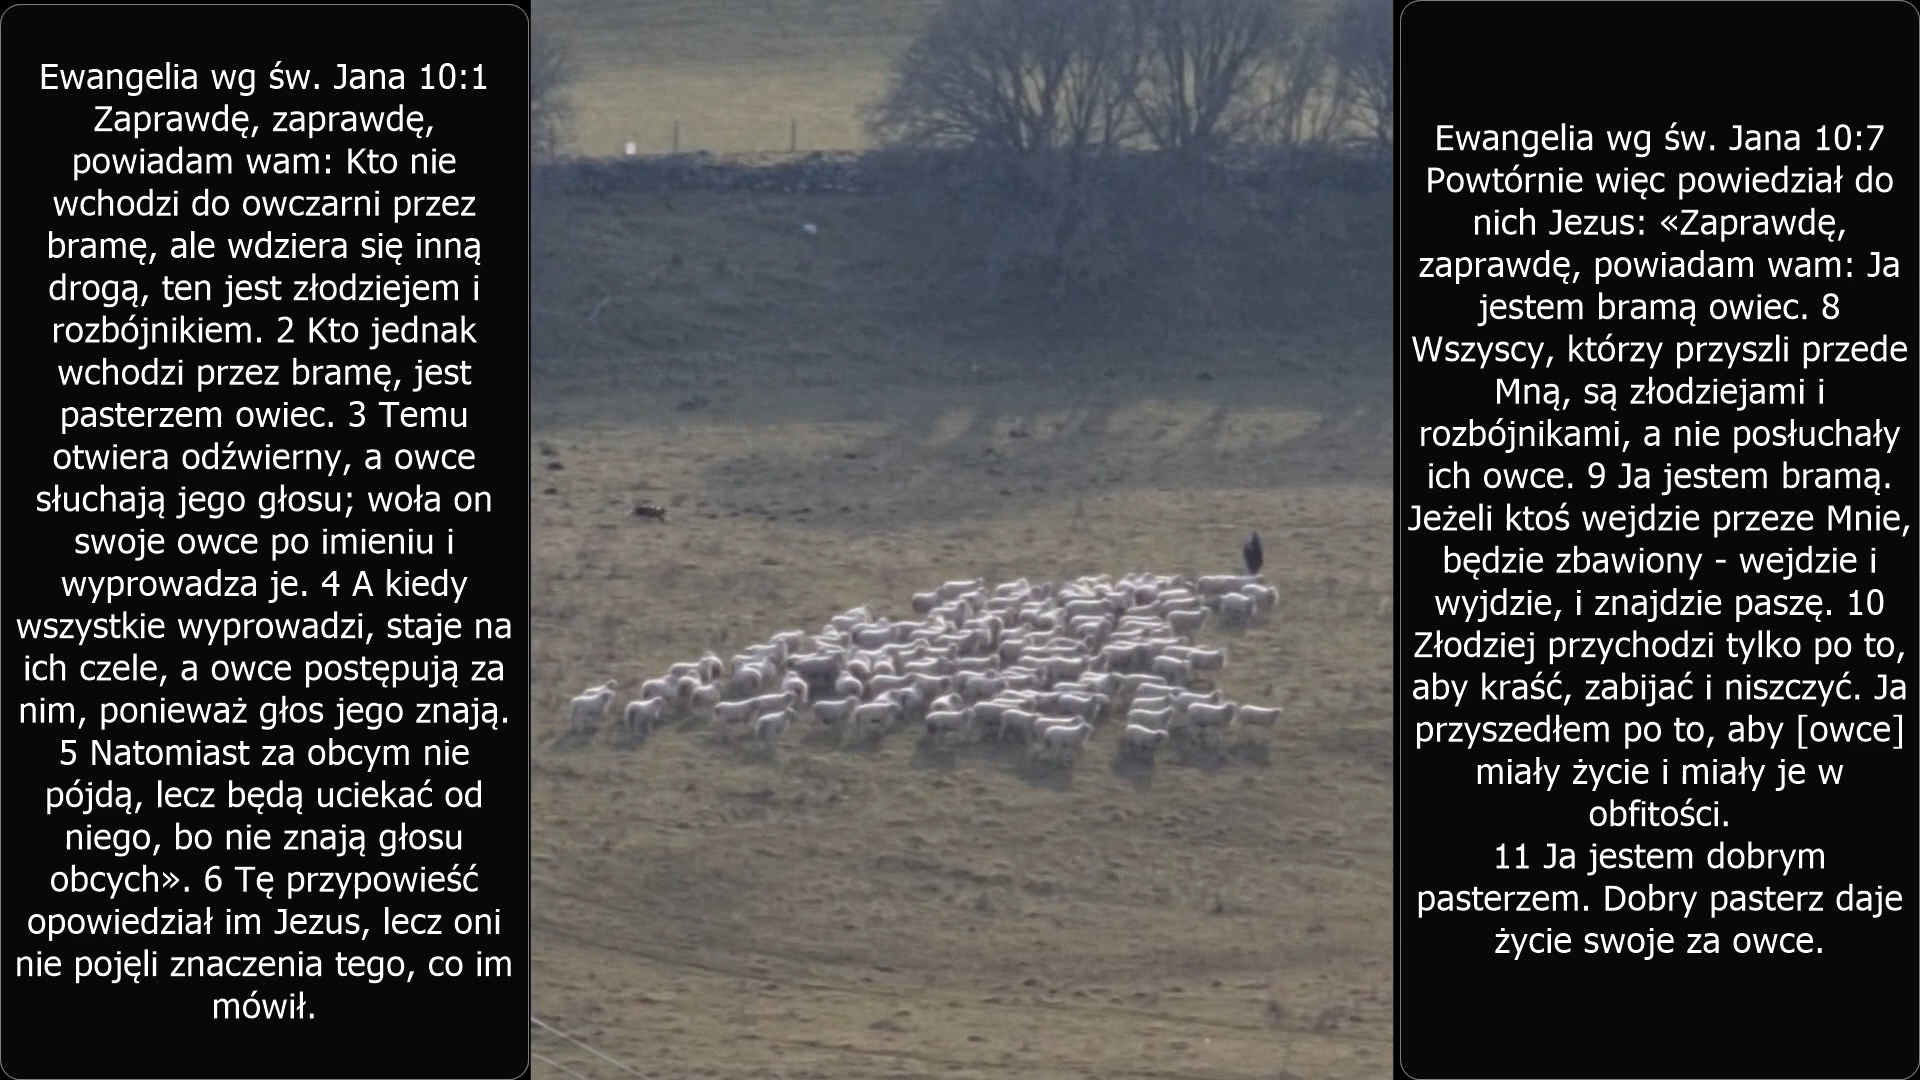 Ewangelia wg św. Jana 10:1
Zaprawdę, zaprawdę,
powiadam wam: Kto nie
wchodzi do owczarni przez
bramę, ale wdziera się inną
drogą, ten jest złodziejem i
rozbójnikiem. 2 Kto jednak
wchodzi przez bramę, jest
pasterzem owiec. 3 Temu
otwiera odźwierny, a owce
słuchają jego głosu; woła on
swoje owce po imieniu i
wyprowadza je. 4 A kiedy
wszystkie wyprowadzi, staje na
ich czele, a owce postępują za
nim, ponieważ głos jego znają.
5 Natomiast za obcym nie
pójdą, lecz będą uciekać od
niego, bo nie znają głosu
obcych». 6 Tę przypowieść
opowiedział im Jezus, lecz oni
nie pojęli znaczenia tego, co im
mówił.
Ewangelia wg św. Jana 10:7
Powtórnie więc powiedział do
nich Jezus: «Zaprawdę,
zaprawdę, powiadam wam: Ja
jestem bramą owiec. 8
Wszyscy, którzy przyszli przede
Mną, są złodziejami i
rozbójnikami, a nie posłuchały
ich owce. 9 Ja jestem bramą.
Jeżeli ktoś wejdzie przeze Mnie,
będzie zbawiony - wejdzie i
wyjdzie, i znajdzie paszę. 10
Złodziej przychodzi tylko po to,
aby kraść, zabijać i niszczyć. Ja
przyszedłem po to, aby [owce]
miały życie i miały je w
obfitości.
11 Ja jestem dobrym
pasterzem. Dobry pasterz daje
życie swoje za owce.